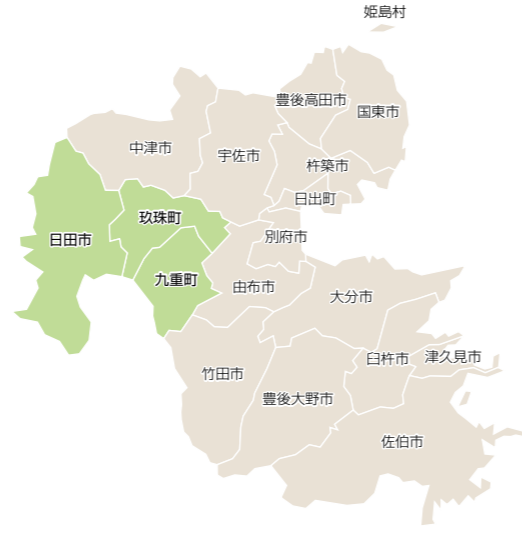 姫島村
豊後高田市
国東市
中津市
宇佐市
杵築市
日出町
玖珠町
日田市
別府市
九重町
由布市
大分市
臼杵市
津久見市
竹田市
豊後大野市
佐伯市